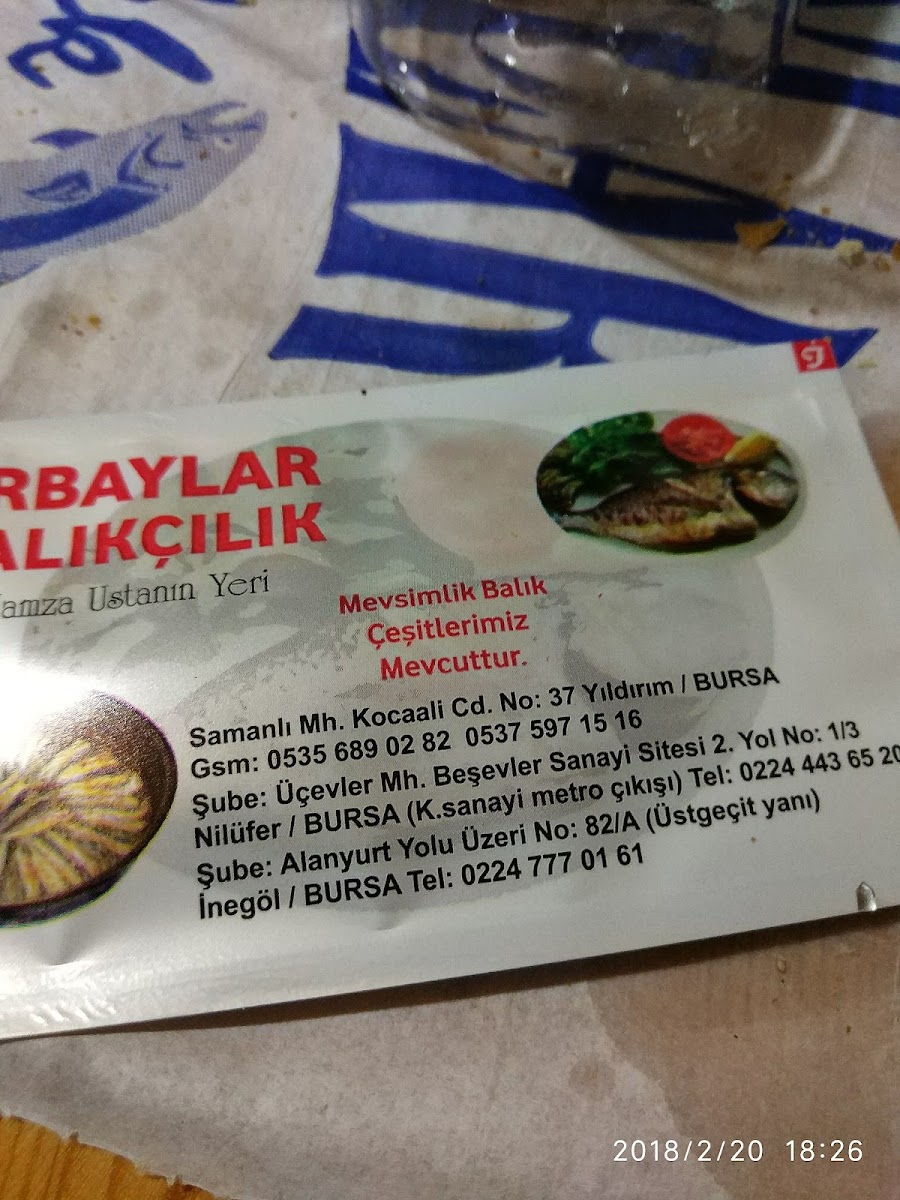 RBAYLAR
ALIKÇILIK
amza Ustanın Yeri
Mevsimlik Balık
Çeşitlerimiz
Mevcuttur.
Samanlı Mh. Kocaali Cd. No: 37 Yıldırım / BURSA
Gsm: 0535 689 02 82 0537 597 15 16
Şube: Üçevler Mh. Beşevler Sanayi Sitesi 2. Yol No: 1/3
Nilüfer / BURSA (K.sanayi metro çıkışı) Tel: 0224 443 65 20
Şube: Alanyurt Yolu Üzeri No: 82/A (Üstgeçit yanı)
İnegöl / BURSA Tel: 0224 777 01 61
2018/2/20 18:26